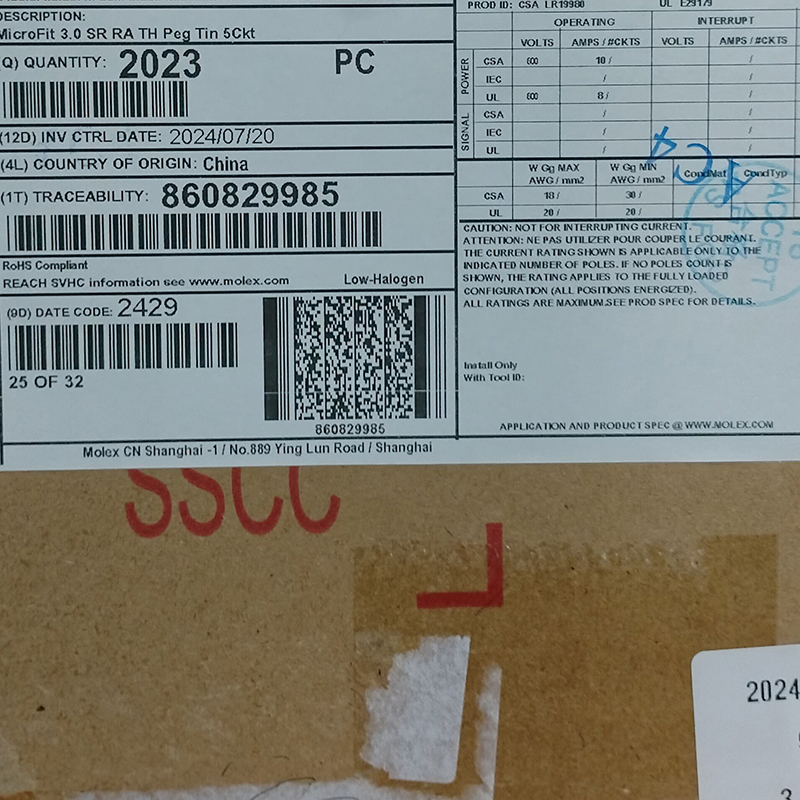 DESCRIPTION:
MicroFit 3.0 SR RA TH Peg Tin 5Ckt
(Q) QUANTITY: 2023 PC
(12D) INV CTRL DATE: 2024/07/20
(4L) COUNTRY OF ORIGIN: China
(1T) TRACEABILITY: 860829985
RoHS Compliant
REACH SVHC information see www.molex.com Low-Halogen
(9D) DATE CODE: 2429
25 OF 32
860829985
Molex CN Shanghai -1 / No.889 Ying Lun Road / Shanghai
PROD ID: CSA LR19980 UL E29179
OPERATING INTERRUPT
VOLTS AMPS / #CKTS VOLTS AMPS / #CKTS
POWER
CSA 600 10 / /
IEC / /
UL 600 8 / /
SIGNAL
CSA / /
IEC / /
UL / /
W Gg MAX W Gg MIN CondMat CondTyp
AWG / mm2 AWG / mm2
CSA 18 / 30 /
UL 20 / 20 /
AC4
ACCEPT
CAUTION: NOT FOR INTERRUPTING CURRENT.
ATTENTION: NE PAS UTILIZER POUR COUPER LE COURANT.
THE CURRENT RATING SHOWN IS APPLICABLE ONLY TO THE
INDICATED NUMBER OF POLES. IF NO POLES COUNT IS
SHOWN, THE RATING APPLIES TO THE FULLY LOADED
CONFIGURATION (ALL POSITIONS ENERGIZED).
ALL RATINGS ARE MAXIMUM.SEE PROD SPEC FOR DETAILS.
Install Only
With Tool ID:
APPLICATION AND PRODUCT SPEC @ WWW.MOLEX.COM
SSCC
2024
3